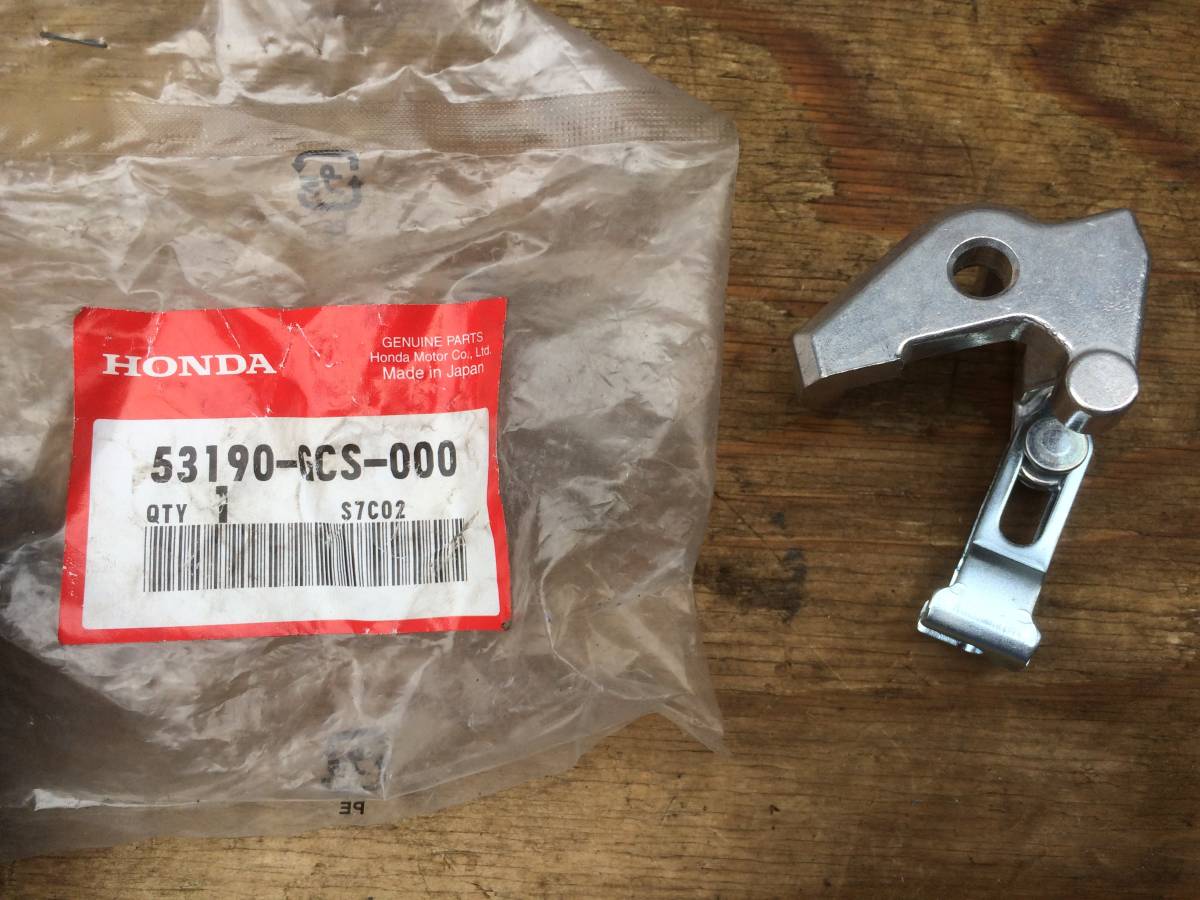 HONDA
GENUINE PARTS
Honda Motor Co., Ltd.
Made in Japan
53190-GCS-000
QTY 1 S7C02
PE